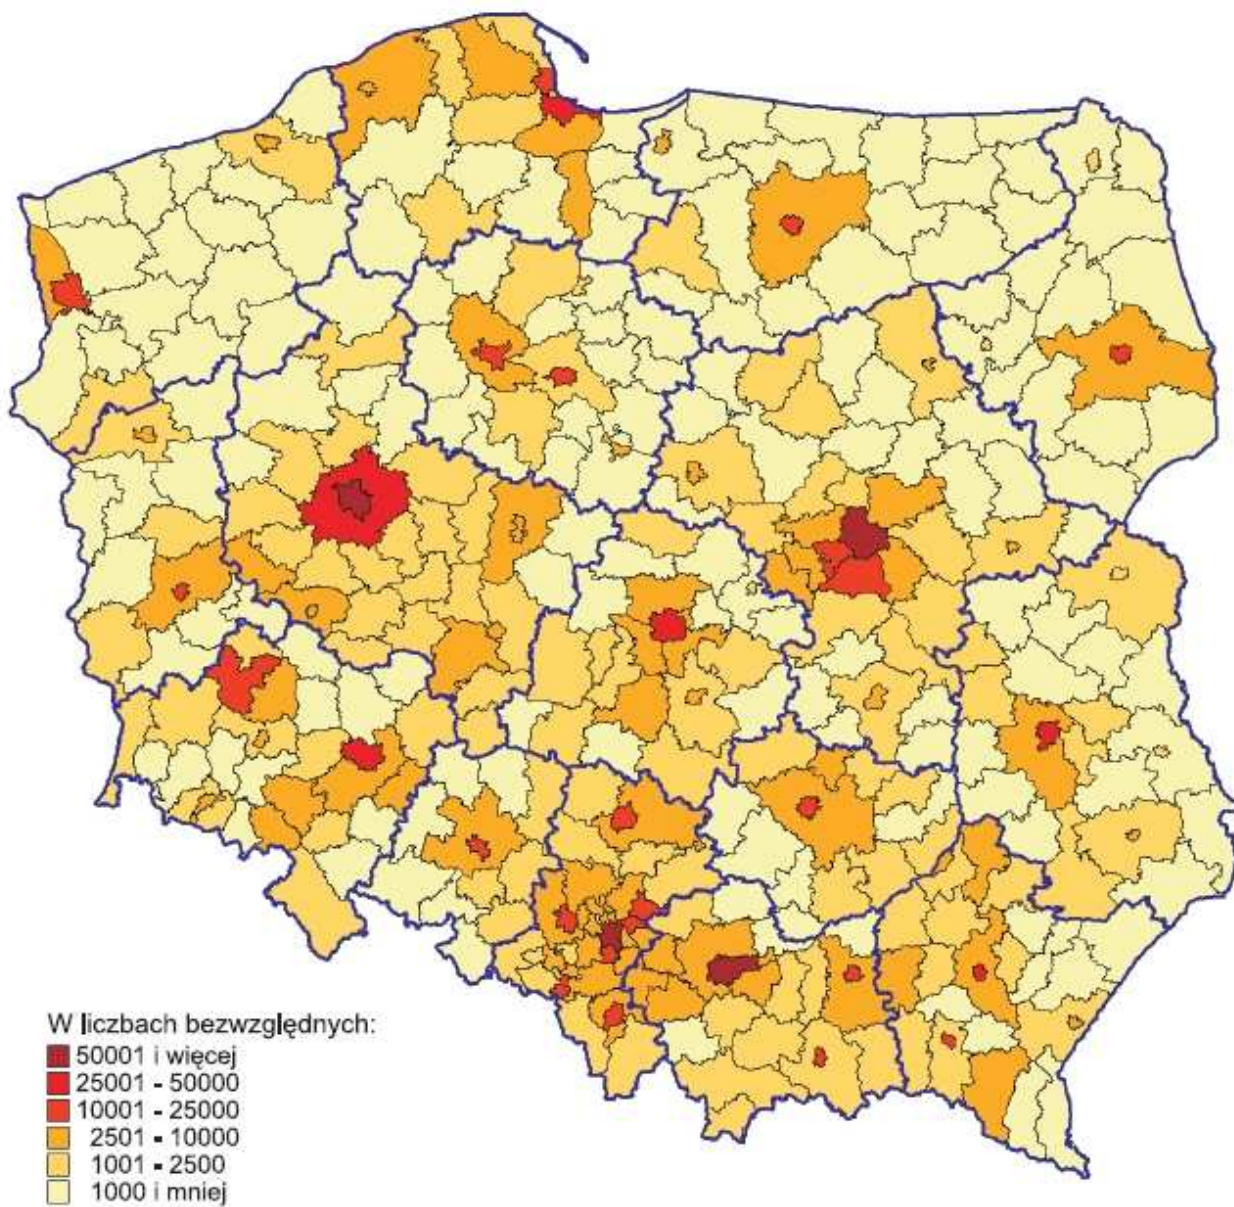 W liczbach bezwzględnych:
50001 i więcej
25001 - 50000
10001 - 25000
2501 - 10000
1001 - 2500
1000 i mniej